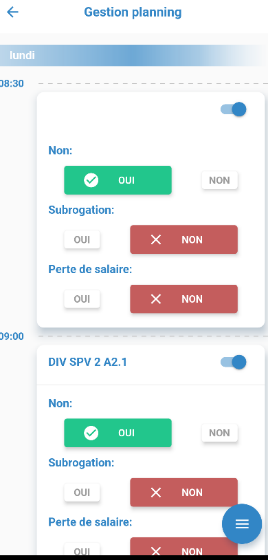 Gestion planning
lundi
08:30
Non:
OUI NON
Subrogation:
OUI NON
Perte de salaire:
OUI NON
09:00
DIV SPV 2 A2.1
Non:
OUI NON
Subrogation:
OUI NON
Perte de salaire:
OUI NON